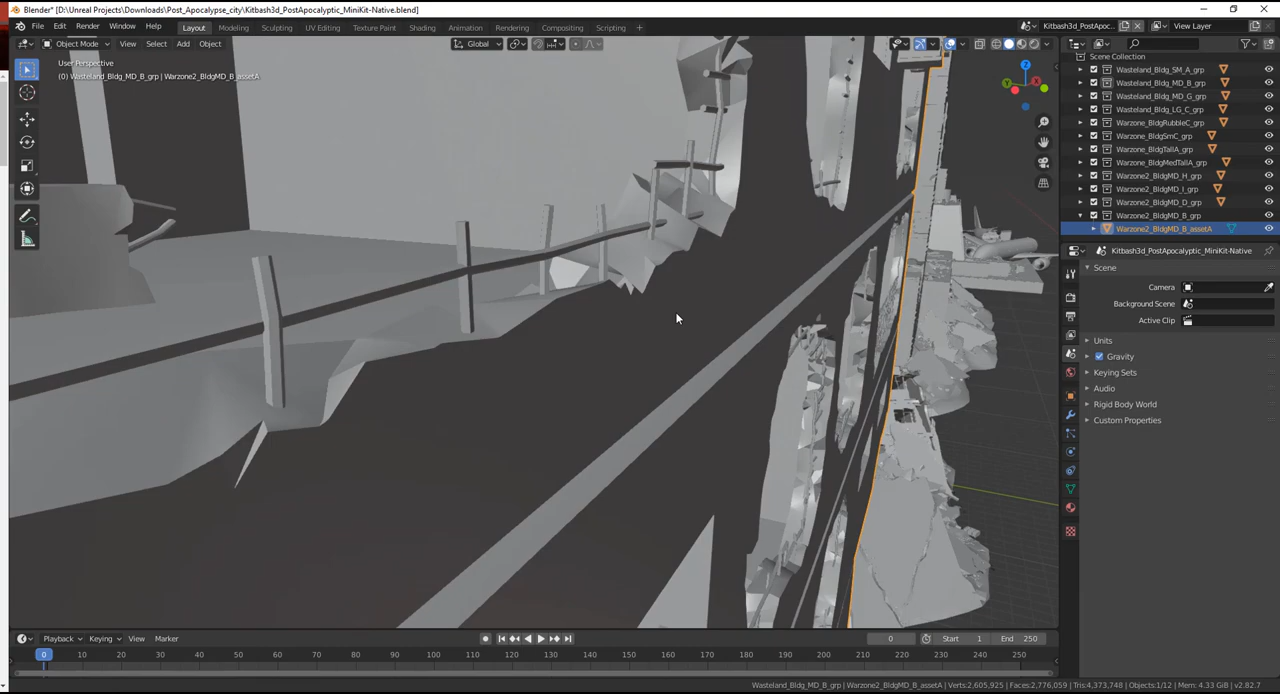 Blender* [D:\Unreal Projects\Downloads\Post_Apocalypse_city\Kitbash3d_PostApocalyptic_MiniKit-Native.blend]
File Edit Render Window Help Layout Modeling Sculpting UV Editing Texture Paint Shading Animation Rendering Compositing Scripting + Kitbash3d_PostApoc... View Layer
Object Mode View Select Add Object Global
User Perspective
(0) Wasteland_Bldg_MD_B_grp | Warzone2_BldgMD_B_assetA
Z
Y
X
Scene Collection
Wasteland_Bldg_SM_A_grp
Wasteland_Bldg_MD_B_grp
Wasteland_Bldg_MD_G_grp
Wasteland_Bldg_LG_C_grp
Warzone_BldgRubbleC_grp
Warzone_BldgSmC_grp
Warzone_BldgTallA_grp
Warzone_BldgMedTallA_grp
Warzone2_BldgMD_H_grp
Warzone2_BldgMD_I_grp
Warzone2_BldgMD_D_grp
Warzone2_BldgMD_B_grp
Warzone2_BldgMD_B_assetA
Kitbash3d_PostApocalyptic_MiniKit-Native
Scene
Camera
Background Scene
Active Clip
Units
Gravity
Keying Sets
Audio
Rigid Body World
Custom Properties
Playback Keying View Marker 0 Start 1 End 250
0 10 20 30 40 50 60 70 80 90 100 110 120 130 140 150 160 170 180 190 200 210 220 230 240 250
Wasteland_Bldg_MD_B_grp | Warzone2_BldgMD_B_assetA | Verts:2,605,925 | Faces:2,776,059 | Tris:4,373,748 | Objects:1/12 | Mem: 4.33 GiB | v2.82.7